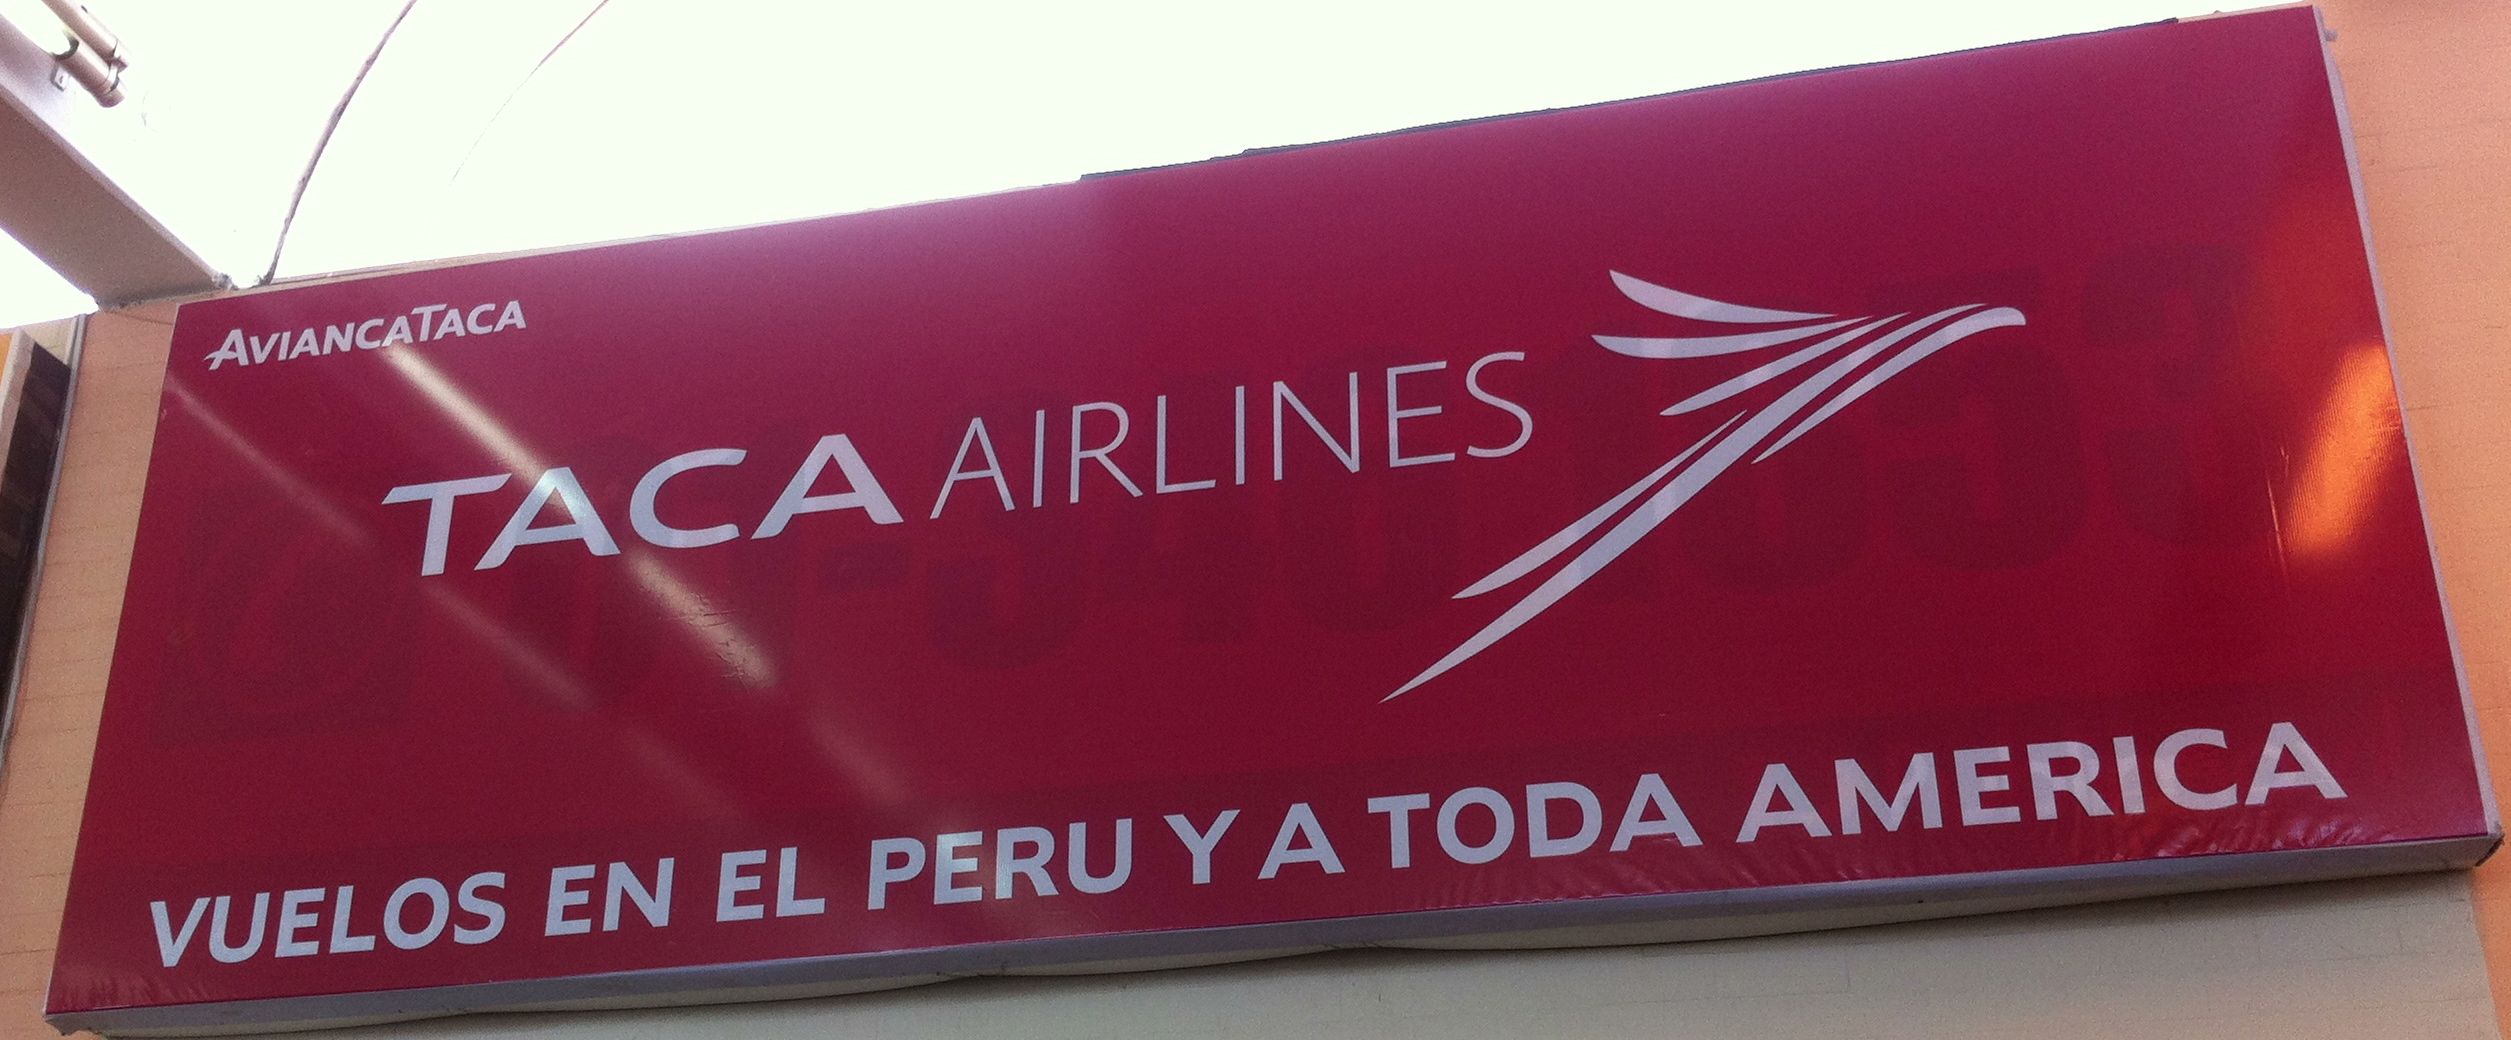 AVIANCATACA
TACA AIRLINES
VUELOS EN EL PERU Y A TODA AMERICA